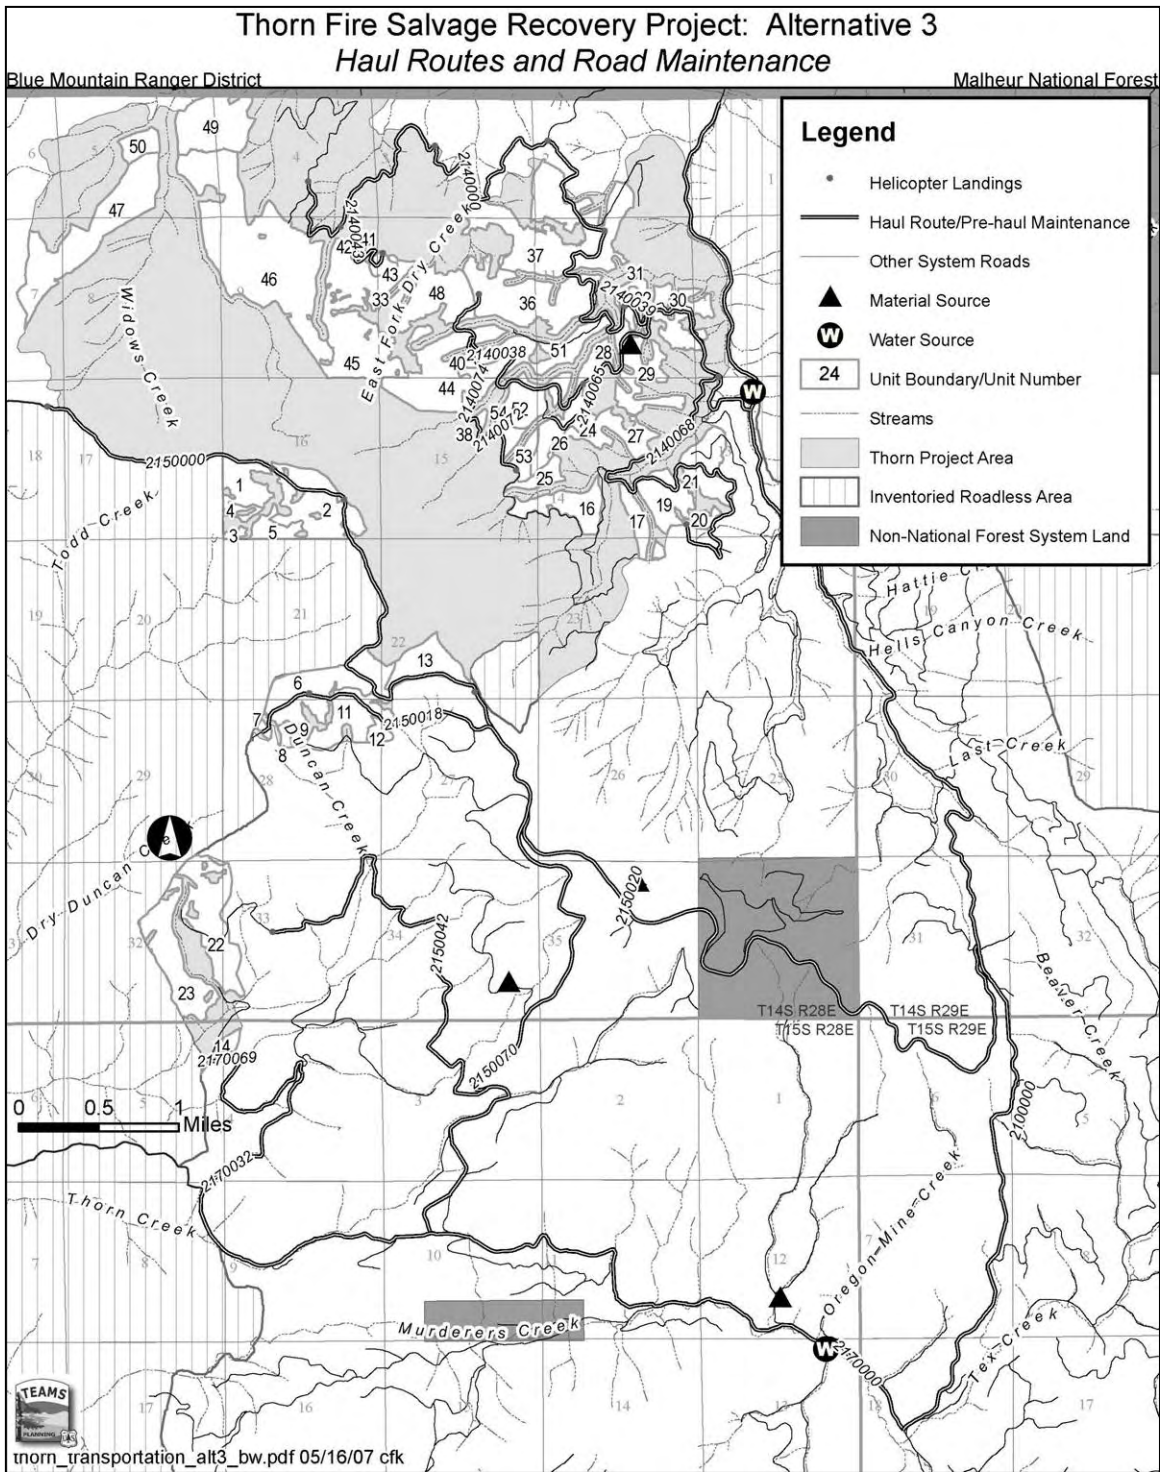 Thorn Fire Salvage Recovery Project: Alternative 3
Haul Routes and Road Maintenance
Blue Mountain Ranger District
Malheur National Forest
Legend
Helicopter Landings
Haul Route/Pre-haul Maintenance
Other System Roads
Material Source
W Water Source
24 Unit Boundary/Unit Number
Streams
Thorn Project Area
Inventoried Roadless Area
Non-National Forest System Land
49
50
47
46
2140000
2140043
41
42
43
33
48
37
36
31
30
2140039
45
40
2140038
51
28
29
44
2140074
2140065
54
52
2140072
38
26
24
27
2140068
53
25
16
17
19
21
20
W
East Fork Dry Creek
Widows Creek
2150000
1
4
2
3
5
Todd Creek
Hells Canyon Creek
13
6
7
9
11
2150018
12
8
Duncan Creek
Last Creek
Dry Duncan
2150020
22
23
2150042
14
2170069
2150070
T14S R28E
T14S R29E
T15S R28E
T15S R29E
Beaver Creek
2100000
0 0.5 1
Miles
2170032
Thorn Creek
Oregon Mine Creek
Murderers Creek
W
2170000
Tex Creek
TEAMS
PLANNING
thorn_transportation_alt3_bw.pdf 05/16/07 cfk